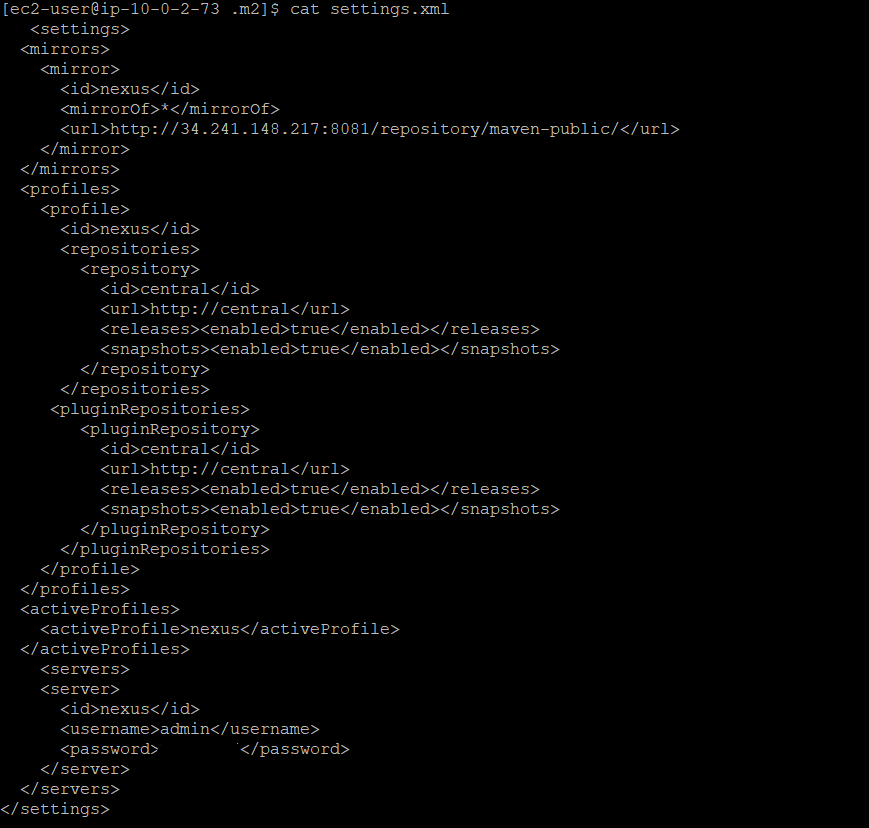 [ec2-user@ip-10-0-2-73 .m2]$ cat settings.xml
   <settings>
  <mirrors>
    <mirror>
      <id>nexus</id>
      <mirrorOf>*</mirrorOf>
      <url>http://34.241.148.217:8081/repository/maven-public/</url>
    </mirror>
  </mirrors>
  <profiles>
    <profile>
      <id>nexus</id>
      <repositories>
        <repository>
          <id>central</id>
          <url>http://central</url>
          <releases><enabled>true</enabled></releases>
          <snapshots><enabled>true</enabled></snapshots>
        </repository>
      </repositories>
     <pluginRepositories>
        <pluginRepository>
          <id>central</id>
          <url>http://central</url>
          <releases><enabled>true</enabled></releases>
          <snapshots><enabled>true</enabled></snapshots>
        </pluginRepository>
      </pluginRepositories>
    </profile>
  </profiles>
  <activeProfiles>
    <activeProfile>nexus</activeProfile>
  </activeProfiles>
    <servers>
    <server>
      <id>nexus</id>
      <username>admin</username>
      <password>        </password>
    </server>
  </servers>
</settings>